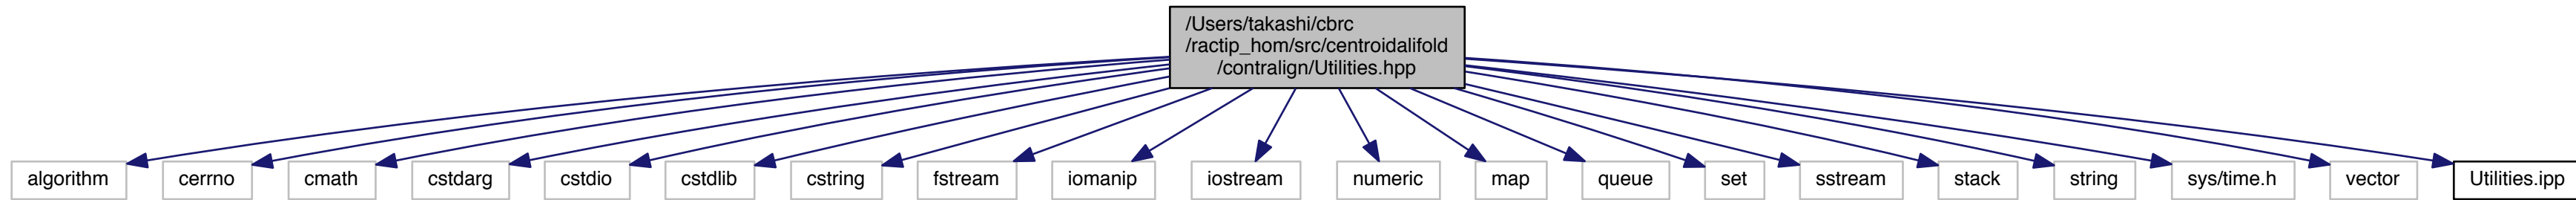 /Users/takashi/cbrc
/ractip_hom/src/centroidalifold
/contralign/Utilities.hpp
algorithm
cerrno
cmath
cstdarg
cstdio
cstdlib
cstring
fstream
iomanip
iostream
numeric
map
queue
set
sstream
stack
string
sys/time.h
vector
Utilities.ipp